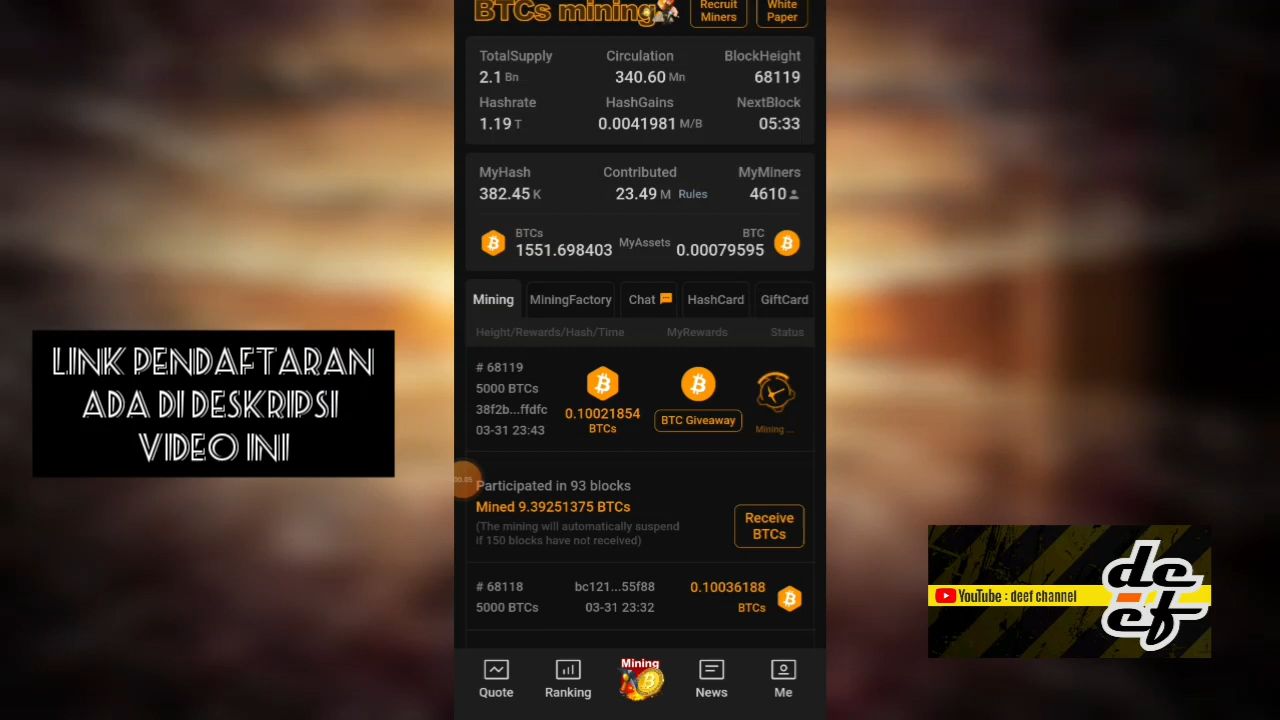 BTCs mining
Recruit
Miners
White
Paper
TotalSupply
Circulation
BlockHeight
2.1 Bn
340.60 Mn
68119
Hashrate
HashGains
NextBlock
1.19 T
0.0041981 M/B
05:33
MyHash
Contributed
MyMiners
382.45 K
23.49 M Rules
4610
BTCs
1551.698403
MyAssets
BTC
0.00079595
Mining
MiningFactory
Chat
HashCard
GiftCard
Height/Rewards/Hash/Time
MyRewards
Status
# 68119
5000 BTCs
38f2b...ffdfc
03-31 23:43
0.10021854
BTCs
BTC Giveaway
Mining ...
Participated in 93 blocks
Mined 9.39251375 BTCs
(The mining will automatically suspend
if 150 blocks have not received)
Receive
BTCs
# 68118
bc121...55f88
0.10036188
5000 BTCs
03-31 23:32
BTCs
Quote
Ranking
Mining
News
Me
LINK PENDAFTARAN
ADA DI DESKRIPSI
VIDEO INI
YouTube : deef channel
de
ef